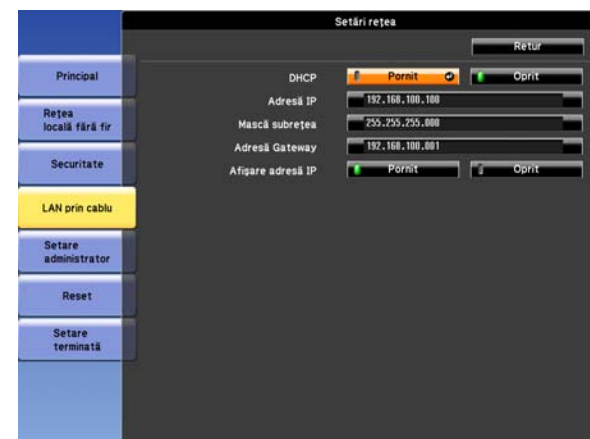 Setări rețea
Retur
Principal
DHCP Pornit Oprit
Adresă IP 192.168.100.100
Rețea
locală fără fir
Mască subrețea 255.255.255.000
Adresă Gateway 192.168.100.001
Securitate
Afișare adresă IP Pornit Oprit
LAN prin cablu
Setare
administrator
Reset
Setare
terminată